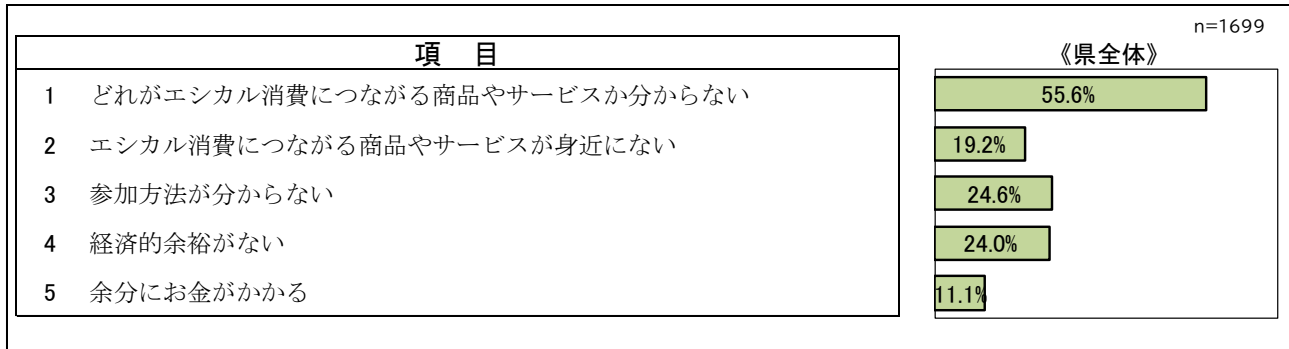 n=1699
項 目
《県全体》
1 どれがエシカル消費につながる商品やサービスか分からない 55.6%
2 エシカル消費につながる商品やサービスが身近にない 19.2%
3 参加方法が分からない 24.6%
4 経済的余裕がない 24.0%
5 余分にお金がかかる 11.1%